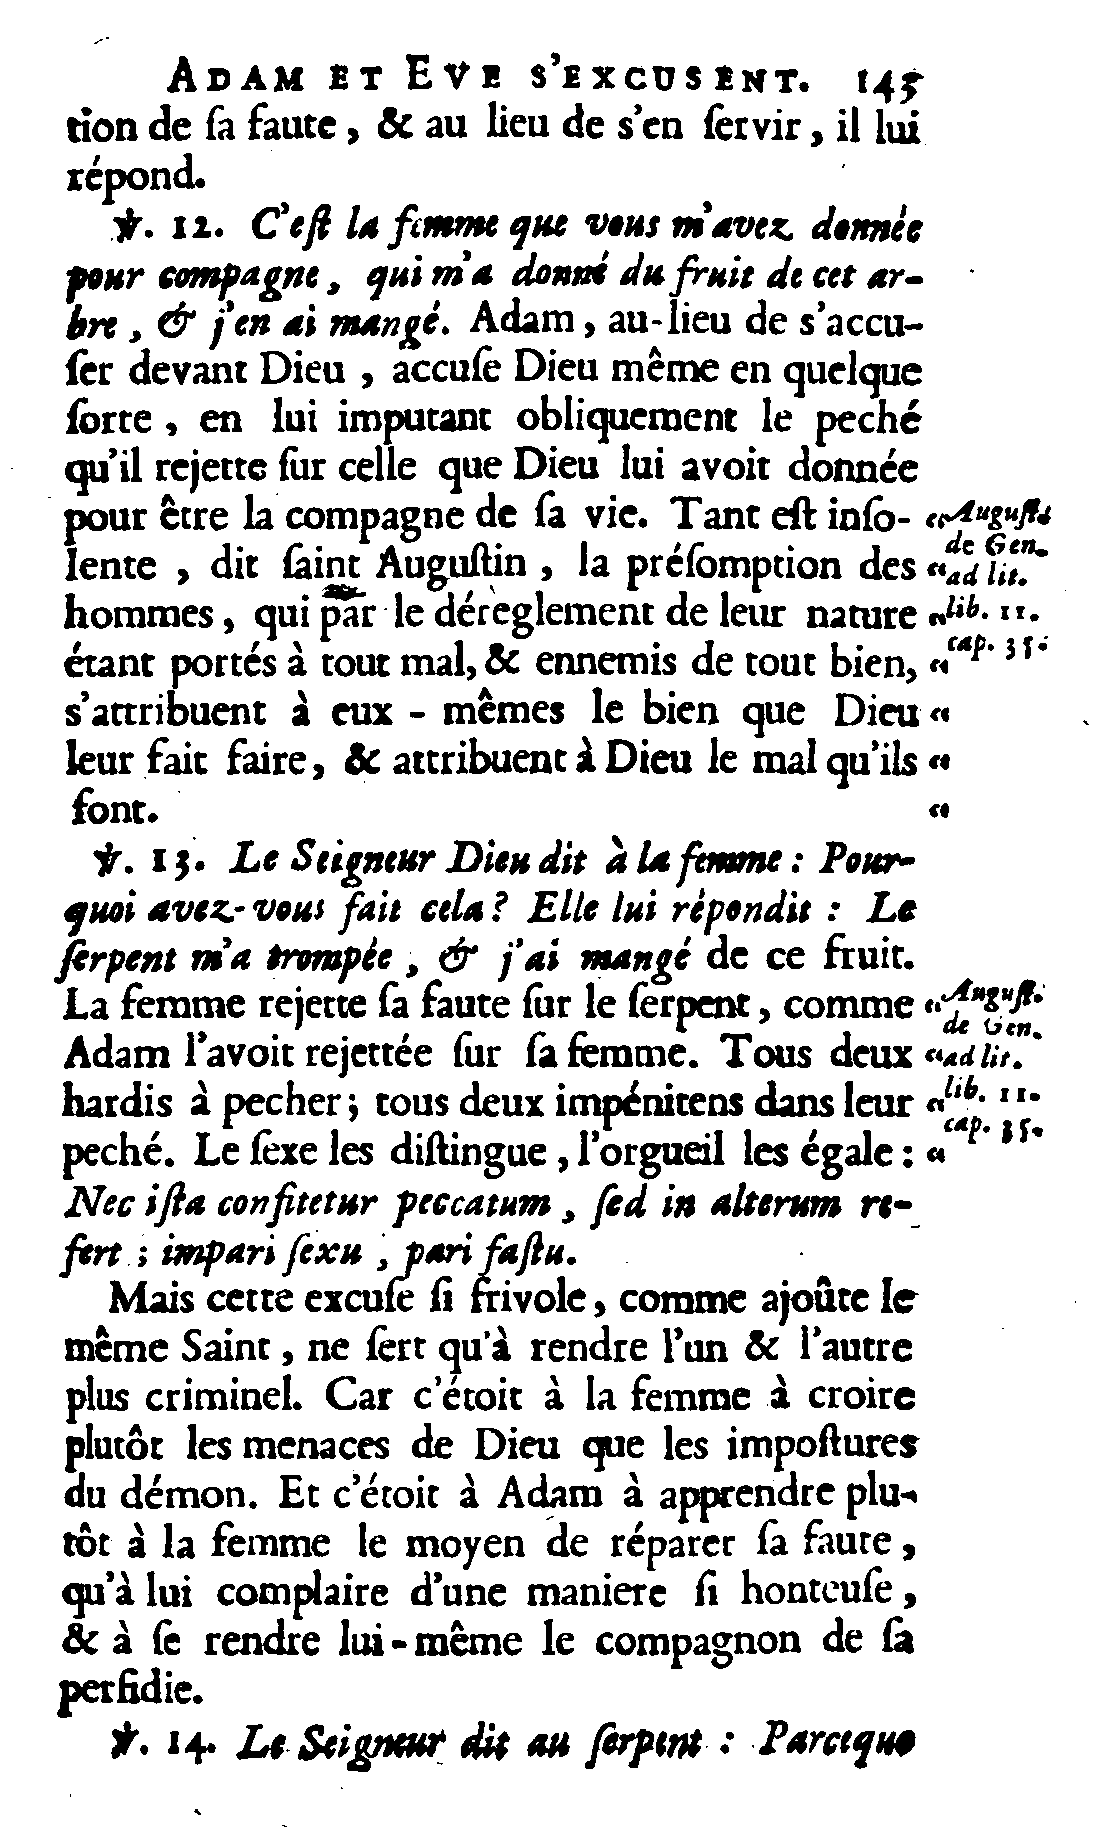 ADAM ET EVE S'EXCUSENT. 145
tion de ſa faute, & au lieu de s'en ſervir, il lui
répond.
℣. 12. C'eſt la femme que vous m'avez donnée
pour compagne, qui m'a donné du fruit de cet ar-
bre, & j'en ai mangé. Adam, au-lieu de s'accu-
ſer devant Dieu, accuſe Dieu même en quelque
ſorte, en lui imputant obliquement le peché
qu'il rejette ſur celle que Dieu lui avoit donnée
pour être la compagne de ſa vie. Tant eſt inſo- « Auguſt.
lente, dit ſaint Auguſtin, la préſomption des « de Gen. ad lit.
hommes, qui par le dérèglement de leur nature « lib. 11.
étant portés à tout mal, & ennemis de tout bien, « cap. 35.
s'attribuent à eux-mêmes le bien que Dieu «
leur fait faire, & attribuent à Dieu le mal qu'ils «
font. «
℣. 13. Le Seigneur Dieu dit à la femme : Pour-
quoi avez-vous fait cela? Elle lui répondit : Le
ſerpent m'a trompée, & j'ai mangé de ce fruit.
La femme rejette ſa faute ſur le ſerpent, comme « Auguſt. de Gen.
Adam l'avoit rejettée ſur ſa femme. Tous deux « ad lit.
hardis à pecher; tous deux impénitens dans leur « lib. 11.
peché. Le ſexe les diſtingue, l'orgueil les égale : « cap. 35.
Nec iſta confitetur peccatum, ſed in alterum re-
fert ; impari ſexu, pari faſtu.
Mais cette excuſe ſi frivole, comme ajoûte le
même Saint, ne ſert qu'à rendre l'un & l'autre
plus criminel. Car c'étoit à la femme à croire
plutôt les menaces de Dieu que les impoſtures
du démon. Et c'étoit à Adam à apprendre plu-
tôt à la femme le moyen de réparer ſa faute,
qu'à lui complaire d'une maniere ſi honteuſe,
& à ſe rendre lui-même le compagnon de ſa
perfidie.
℣. 14. Le Seigneur dit au ſerpent : Parceque